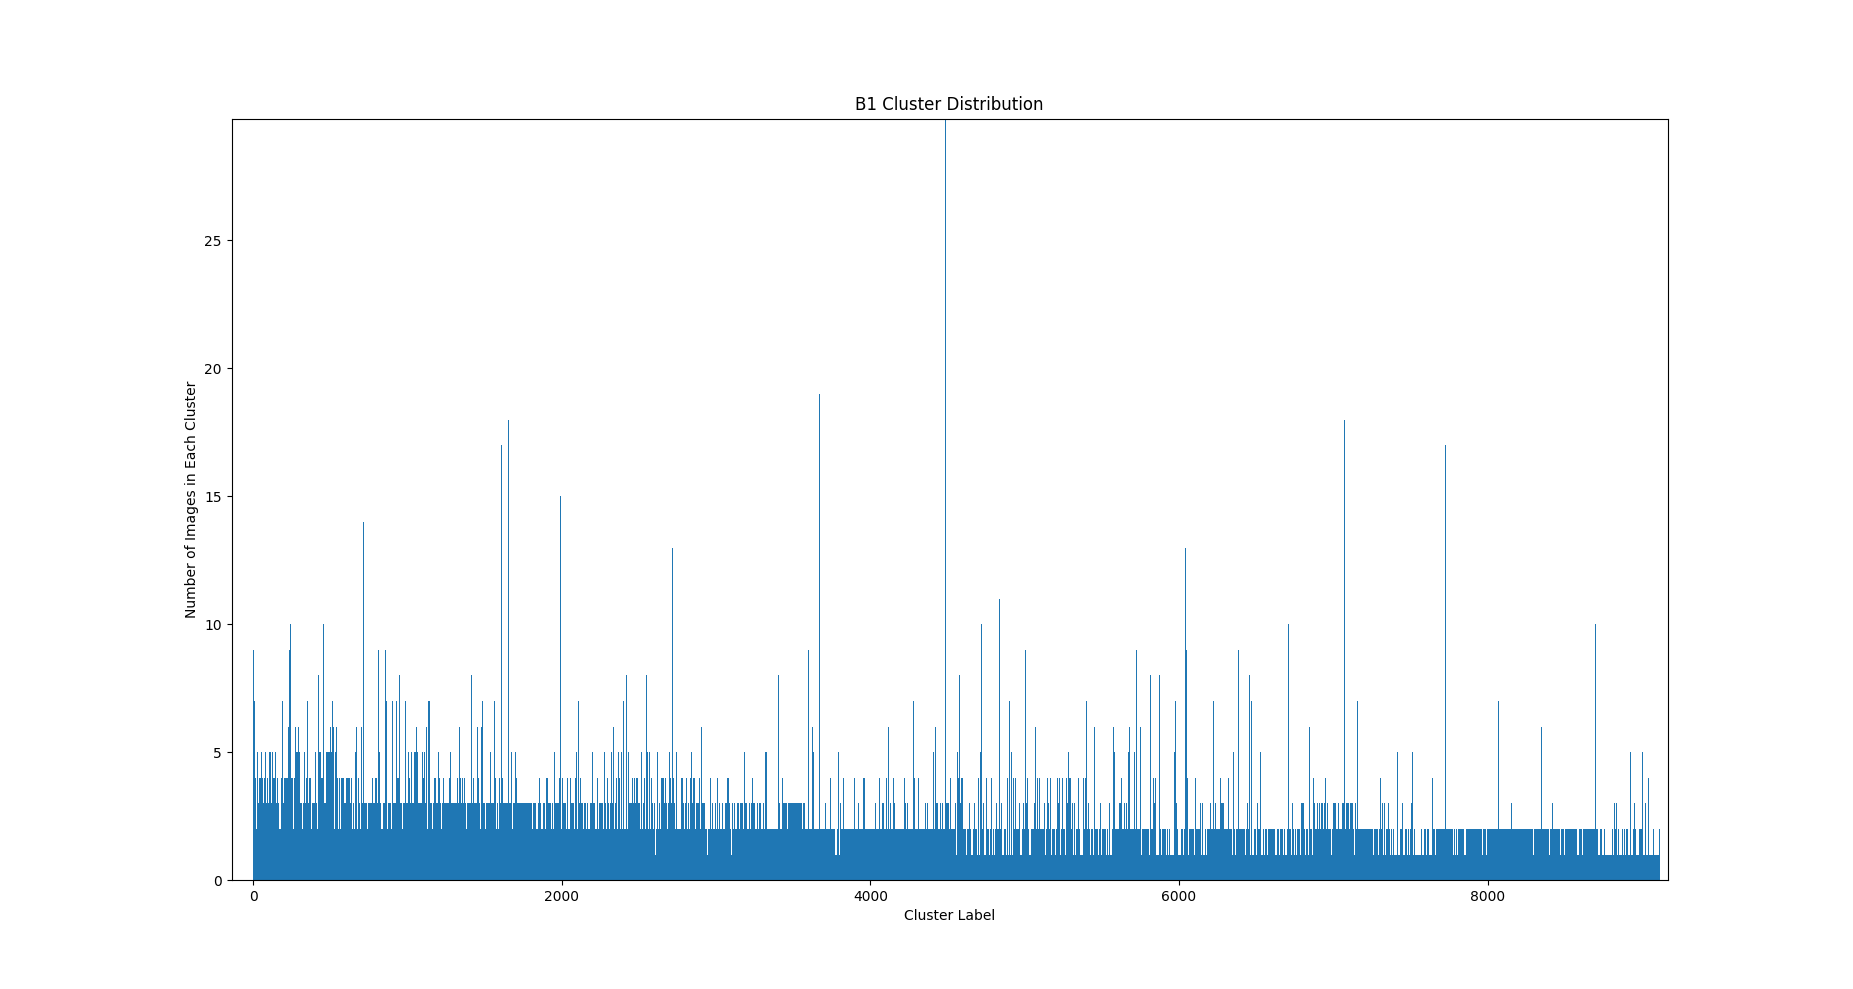 B1 Cluster Distribution
25
20
15
10
5
0
Number of Images in Each Cluster
0 2000 4000 6000 8000
Cluster Label